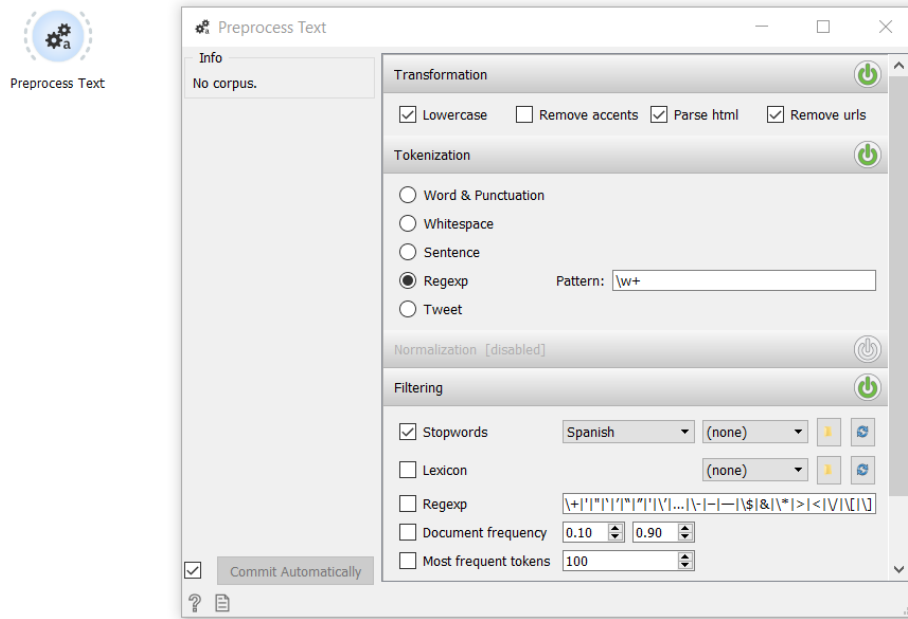 a
Preprocess Text
Preprocess Text
Info
No corpus.
Transformation
Lowercase Remove accents Parse html Remove urls
Tokenization
Word & Punctuation
Whitespace
Sentence
Regexp Pattern: \w+
Tweet
Normalization [disabled]
Filtering
Stopwords Spanish (none)
Lexicon (none)
Regexp
Document frequency 0.10 0.90
Most frequent tokens 100
Commit Automatically
?